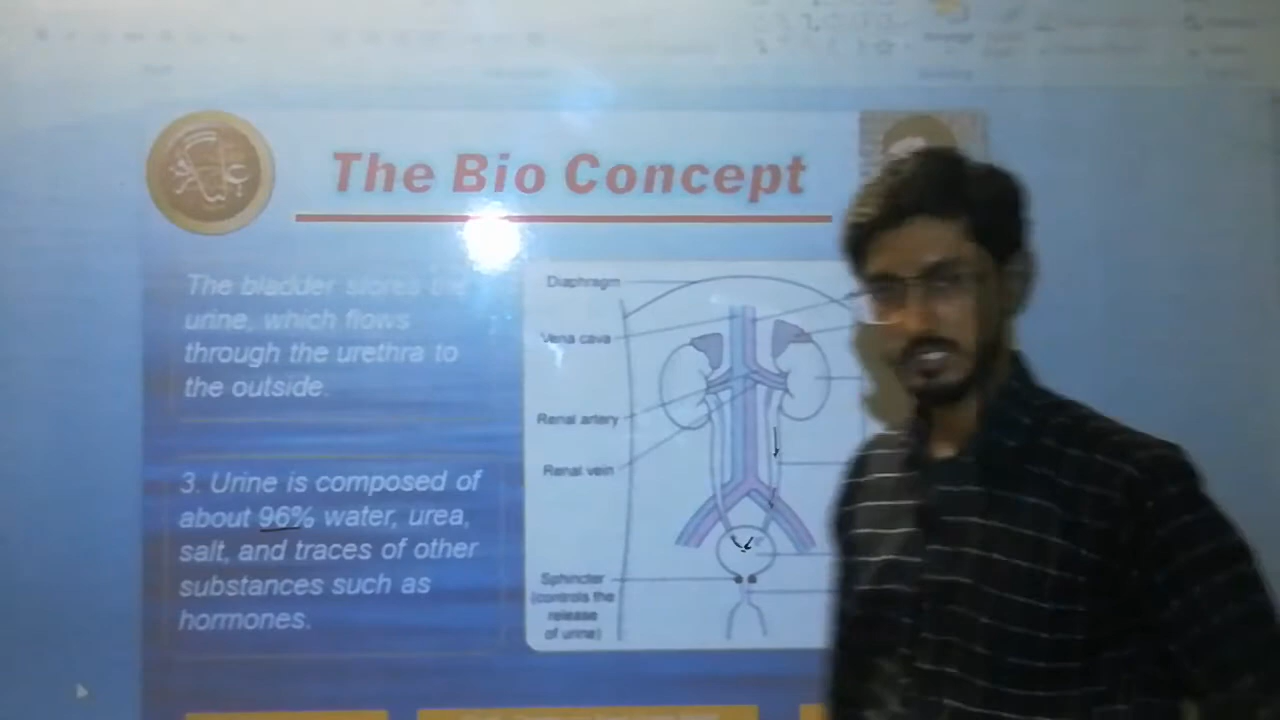 The Bio Concept
The bladder stores the
urine, which flows
through the urethra to
the outside.
3. Urine is composed of
about 96% water, urea,
salt, and traces of other
substances such as
hormones.
Diaphragm
Vena cava
Renal artery
Renal vein
Sphincter
(controls the
release
of urine)